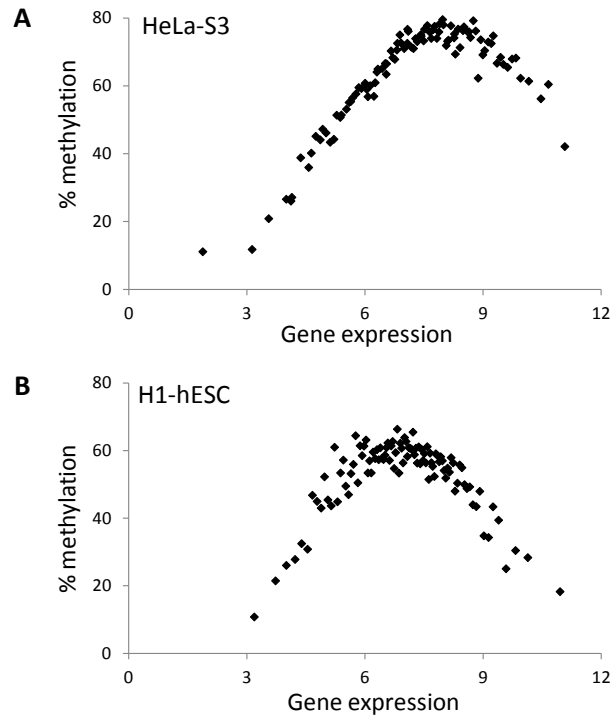 A
HeLa-S3
80
60
40
20
0
% methylation
0 3 6 9 12
Gene expression
B
H1-hESC
80
60
40
20
0
% methylation
0 3 6 9 12
Gene expression